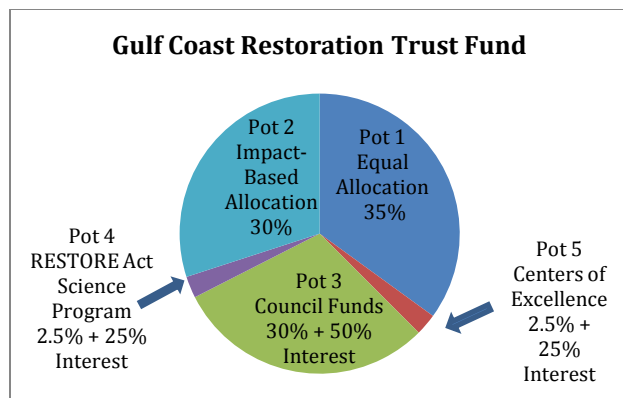 Gulf Coast Restoration Trust Fund
Pot 2
Impact-
Based
Allocation
30%
Pot 1
Equal
Allocation
35%
Pot 4
RESTORE Act
Science
Program
2.5% + 25%
Interest
Pot 3
Council Funds
30% + 50%
Interest
Pot 5
Centers of
Excellence
2.5% +
25%
Interest